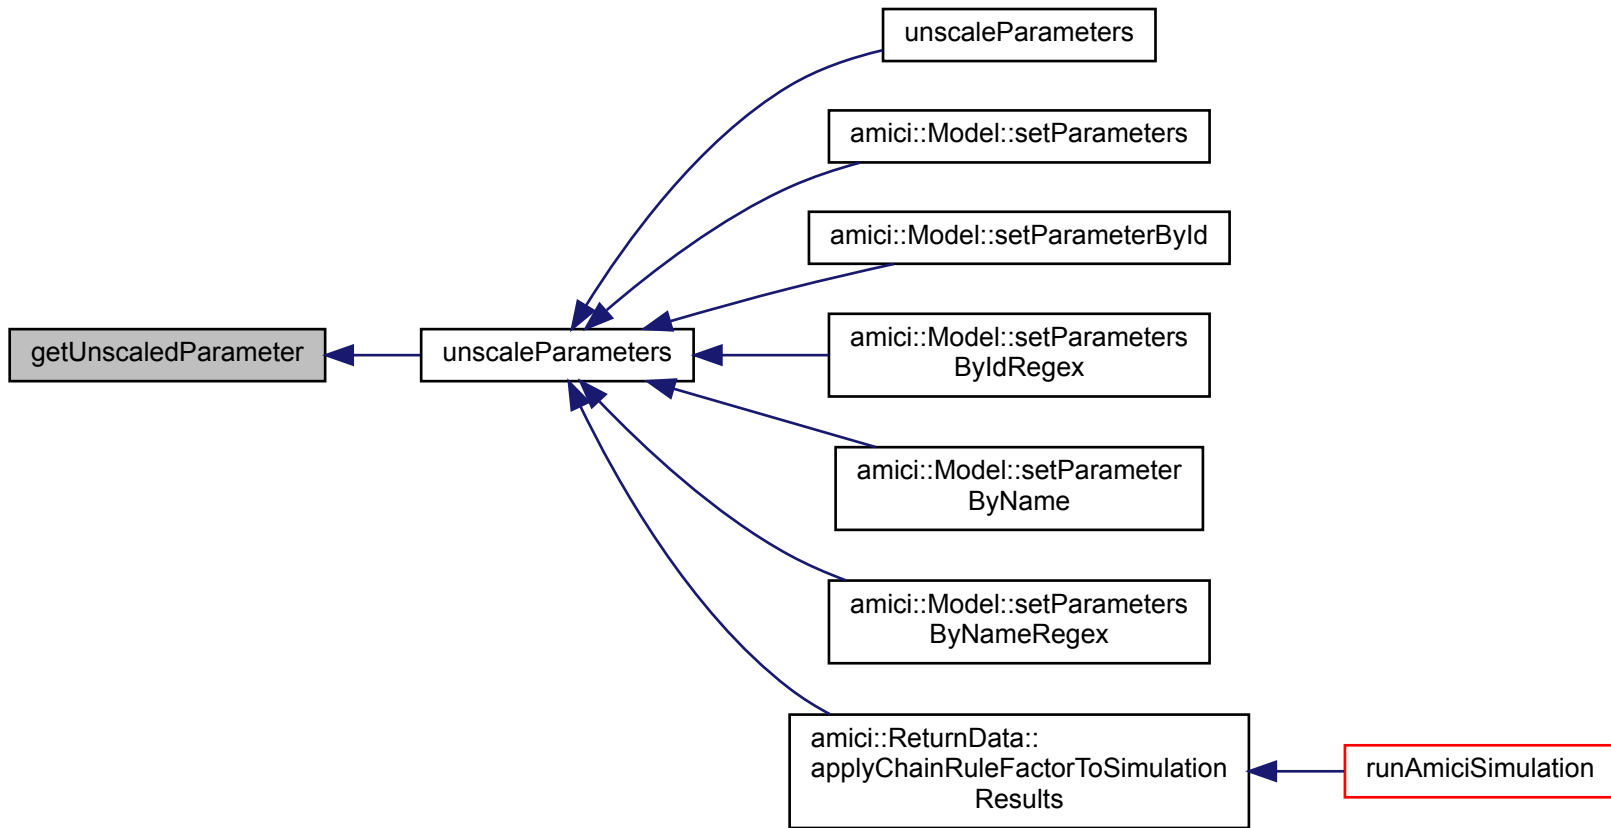 unscaleParameters
amici::Model::setParameters
amici::Model::setParameterById
getUnscaledParameter
unscaleParameters
amici::Model::setParameters
ByIdRegex
amici::Model::setParameter
ByName
amici::Model::setParameters
ByNameRegex
amici::ReturnData::
applyChainRuleFactorToSimulation
Results
runAmiciSimulation